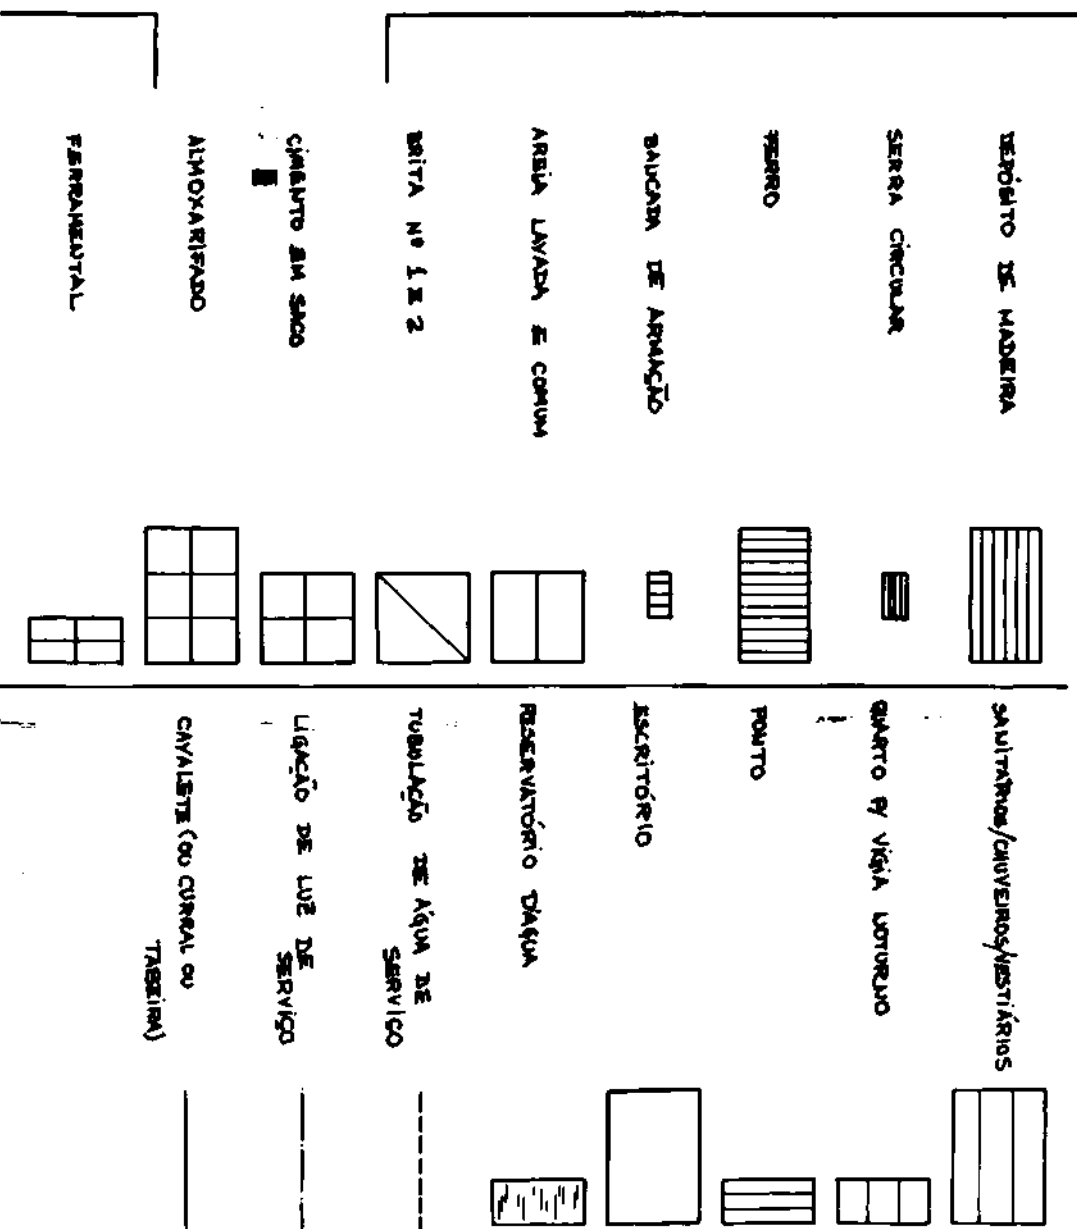 DEPÓSITO DE MADEIRA
SERRA CIRCULAR
FERRO
BANCADA DE ARMAÇÃO
AREIA LAVADA E COMUM
BRITA Nº 1 E 2
CIMENTO EM SACO
ALMOXARIFADO
FERRAMENTAL
SANITÁRIOS/CHUVEIROS/VESTIÁRIOS
QUARTO P/ VIGIA NOTURNO
PONTO
ESCRITÓRIO
RESERVATÓRIO D'ÁGUA
TUBULAÇÃO DE ÁGUA DE
SERVIÇO
LIGAÇÃO DE LUZ DE
SERVIÇO
CAVALETE (OU CURRAL OU
TABEIRA)